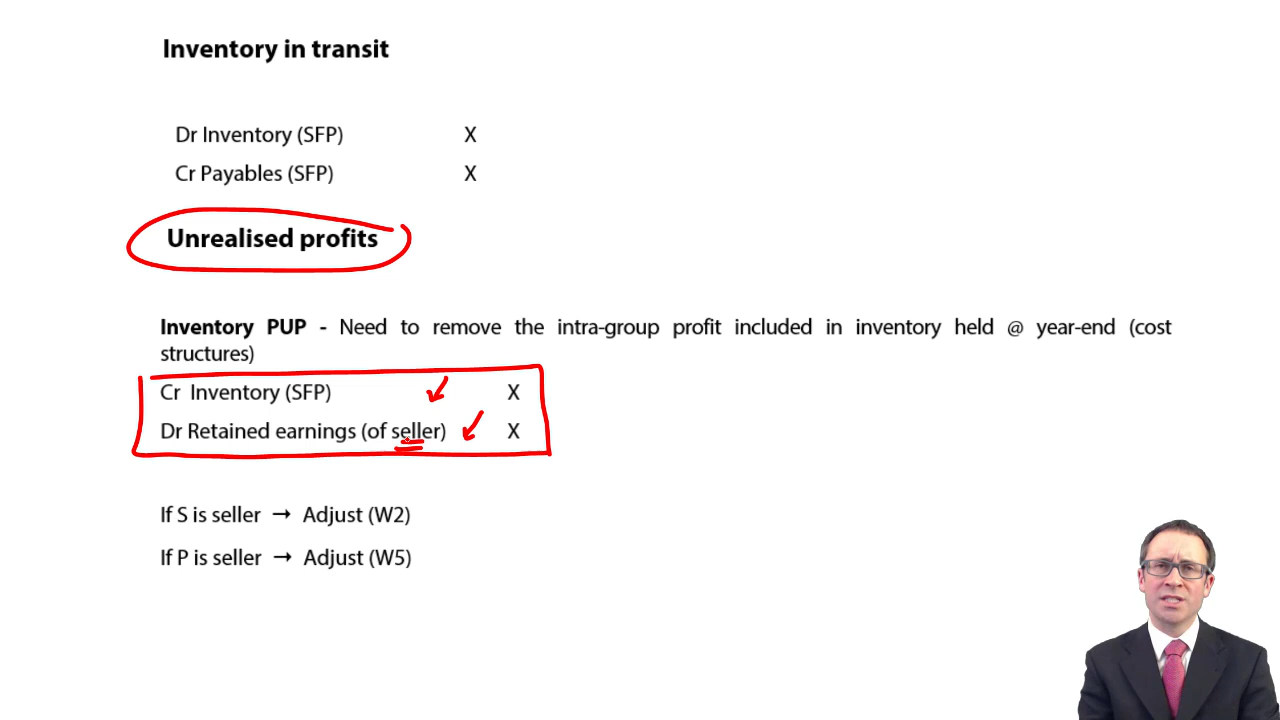 Inventory in transit
Dr Inventory (SFP) X
Cr Payables (SFP) X
Unrealised profits
Inventory PUP - Need to remove the intra-group profit included in inventory held @ year-end (cost
structures)
Cr Inventory (SFP) X
Dr Retained earnings (of seller) X
If S is seller → Adjust (W2)
If P is seller → Adjust (W5)